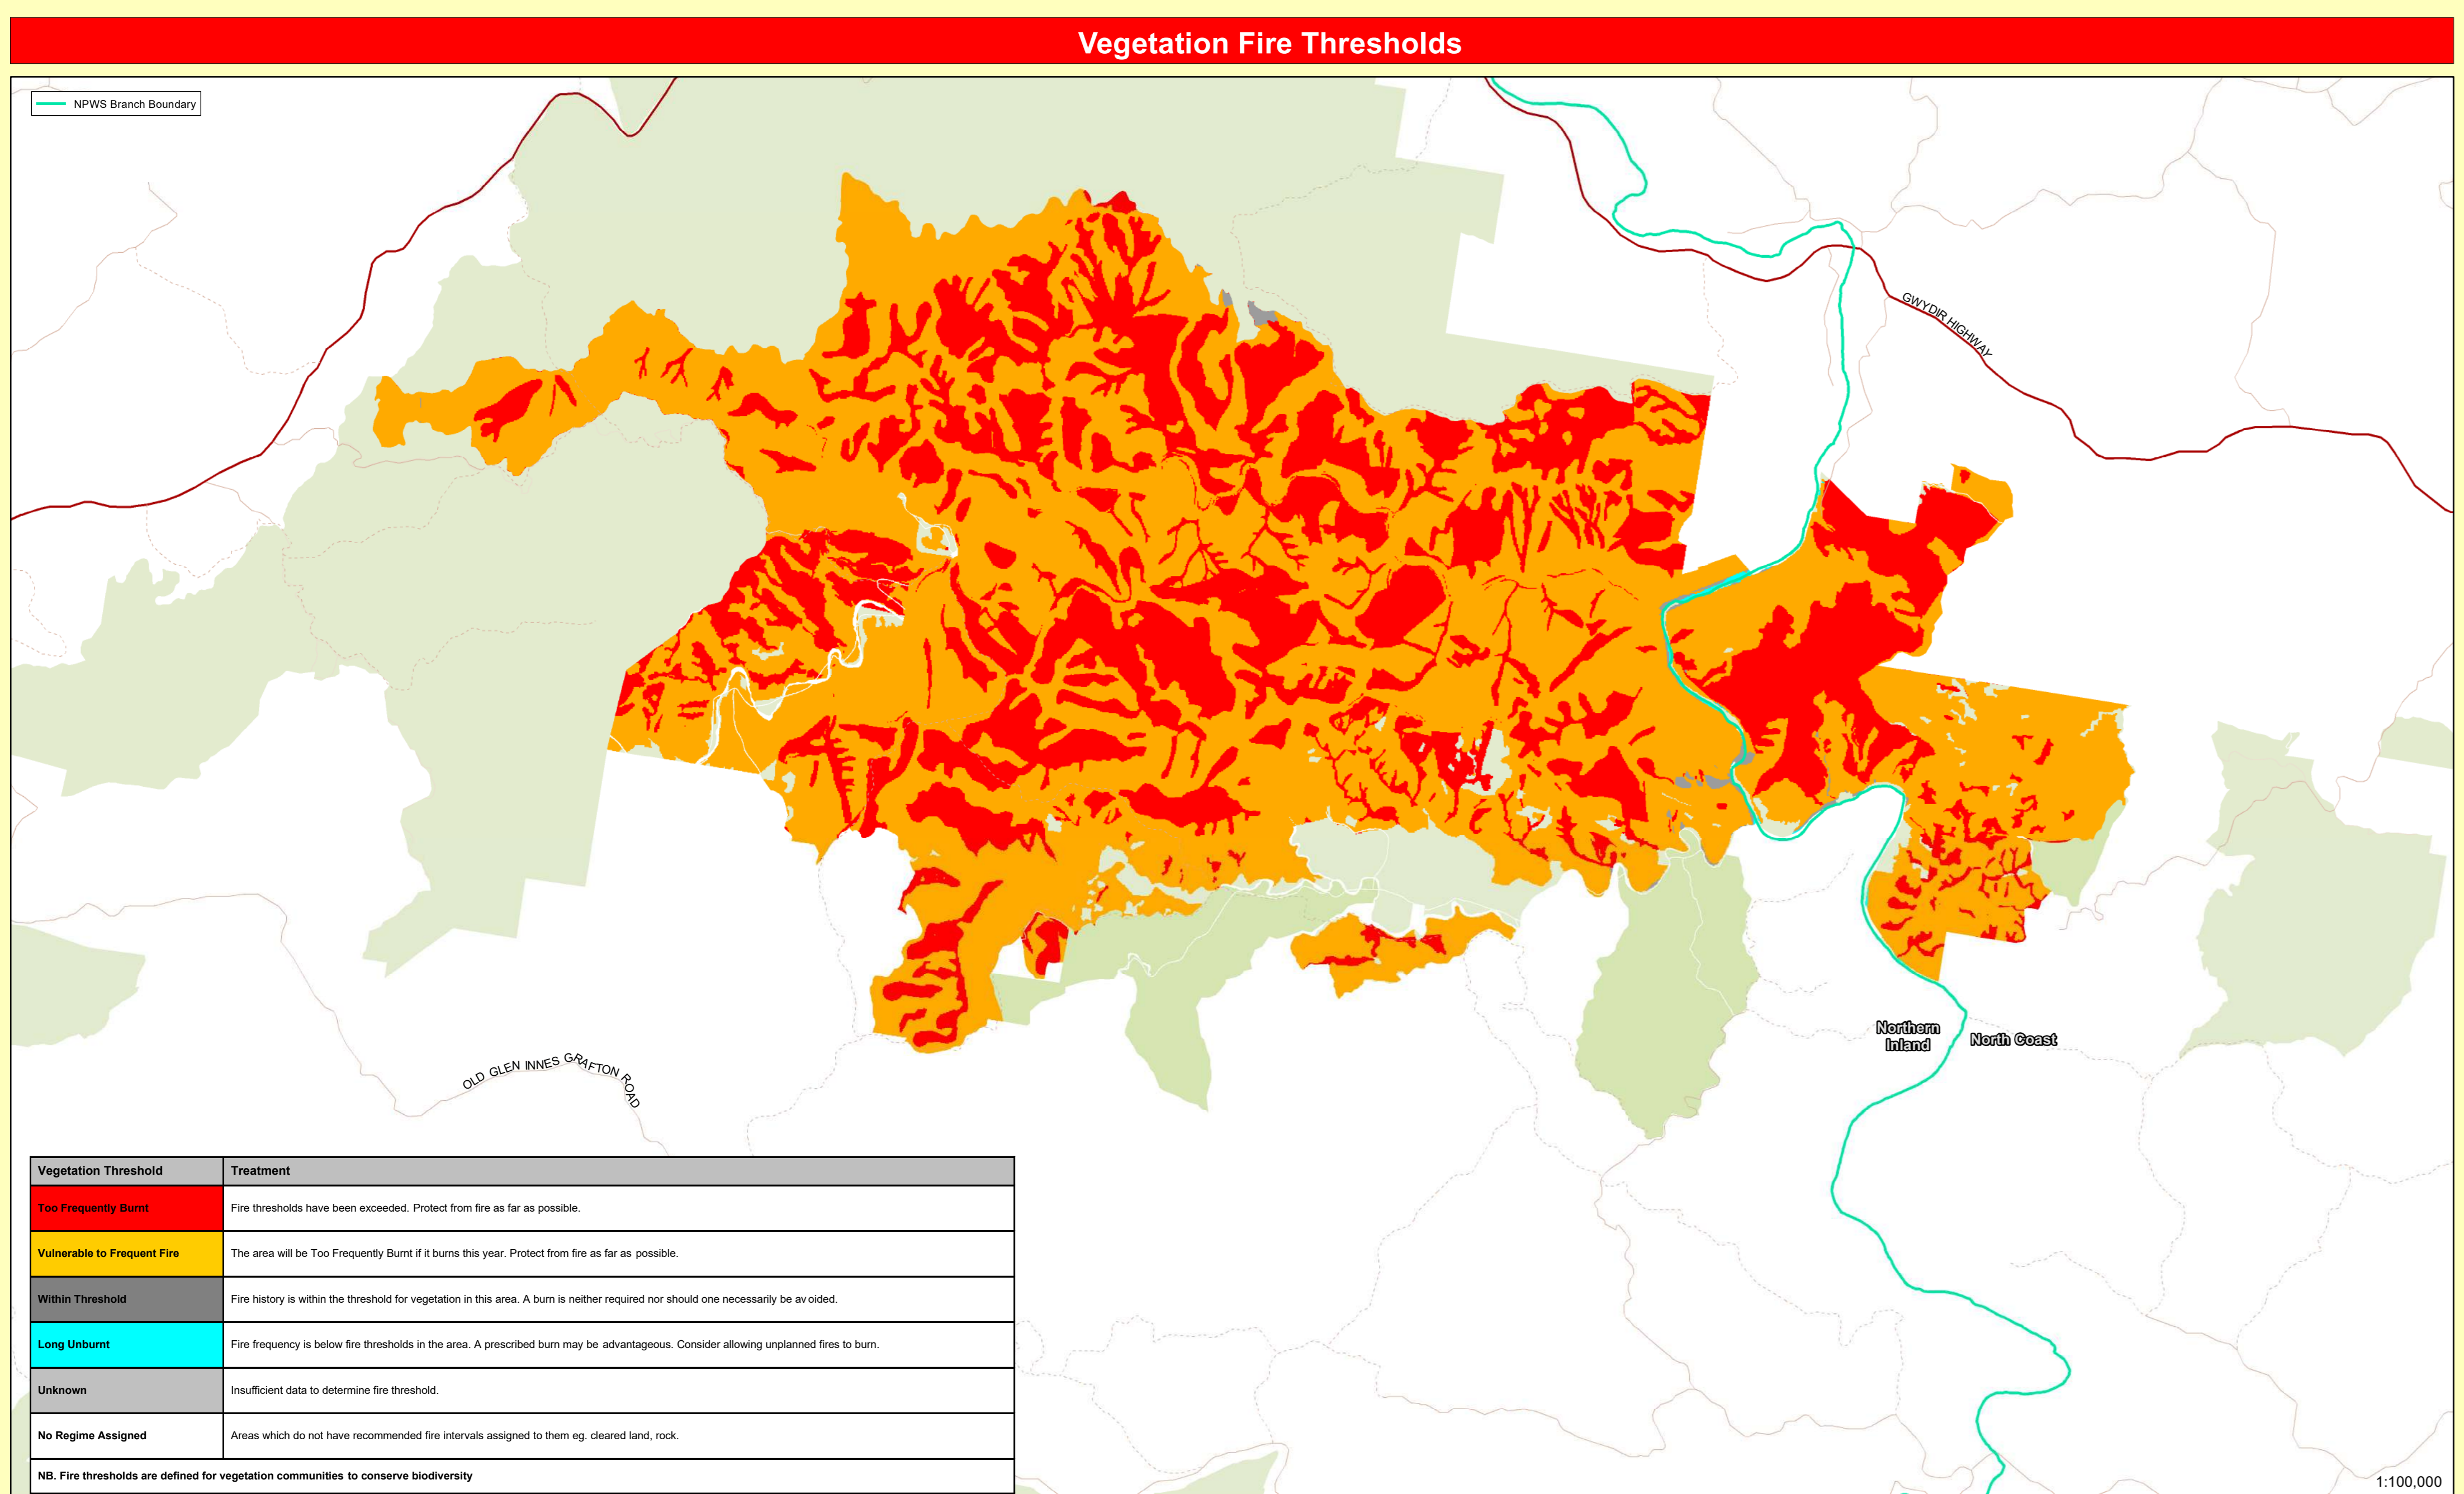 Vegetation Fire Thresholds
NPWS Branch Boundary
GWYDIR HIGHWAY
Northern
Inland
North Coast
OLD GLEN INNES GRAFTON ROAD
Vegetation Threshold Treatment
Too Frequently Burnt Fire thresholds have been exceeded. Protect from fire as far as possible.
Vulnerable to Frequent Fire The area will be Too Frequently Burnt if it burns this year. Protect from fire as far as possible.
Within Threshold Fire history is within the threshold for vegetation in this area. A burn is neither required nor should one necessarily be avoided.
Long Unburnt Fire frequency is below fire thresholds in the area. A prescribed burn may be advantageous. Consider allowing unplanned fires to burn.
Unknown Insufficient data to determine fire threshold.
No Regime Assigned Areas which do not have recommended fire intervals assigned to them eg. cleared land, rock.
NB. Fire thresholds are defined for vegetation communities to conserve biodiversity
1:100,000